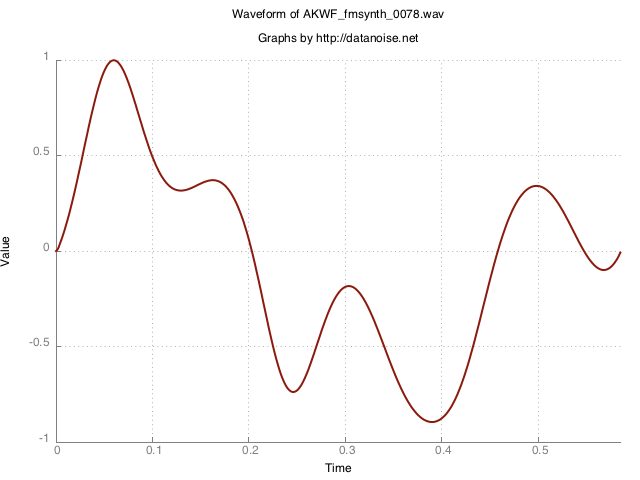 Waveform of AKWF_fmsynth_0078.wav
Graphs by http://datanoise.net
1
0.5
0
-0.5
-1
Value
0 0.1 0.2 0.3 0.4 0.5
Time